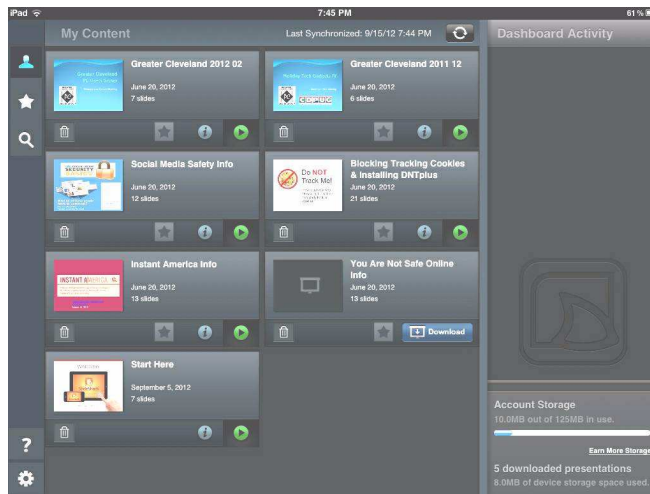 iPad 7:45 PM 61 %
My Content
Last Synchronized: 9/15/12 7:44 PM
Dashboard Activity
Greater Cleveland 2012 02
June 20, 2012
7 slides
Greater Cleveland 2011 12
June 20, 2012
6 slides
Social Media Safety Info
June 20, 2012
12 slides
SECURITY
Do NOT
Track Me!
Blocking Tracking Cookies
& Installing DNTplus
June 20, 2012
21 slides
Instant America Info
June 20, 2012
13 slides
INSTANT AMERICA
You Are Not Safe Online
Info
June 20, 2012
13 slides
Download
Start Here
September 5, 2012
7 slides
Account Storage
10.0MB out of 125MB in use.
Earn More Storage
5 downloaded presentations
8.0MB of device storage space used.
?